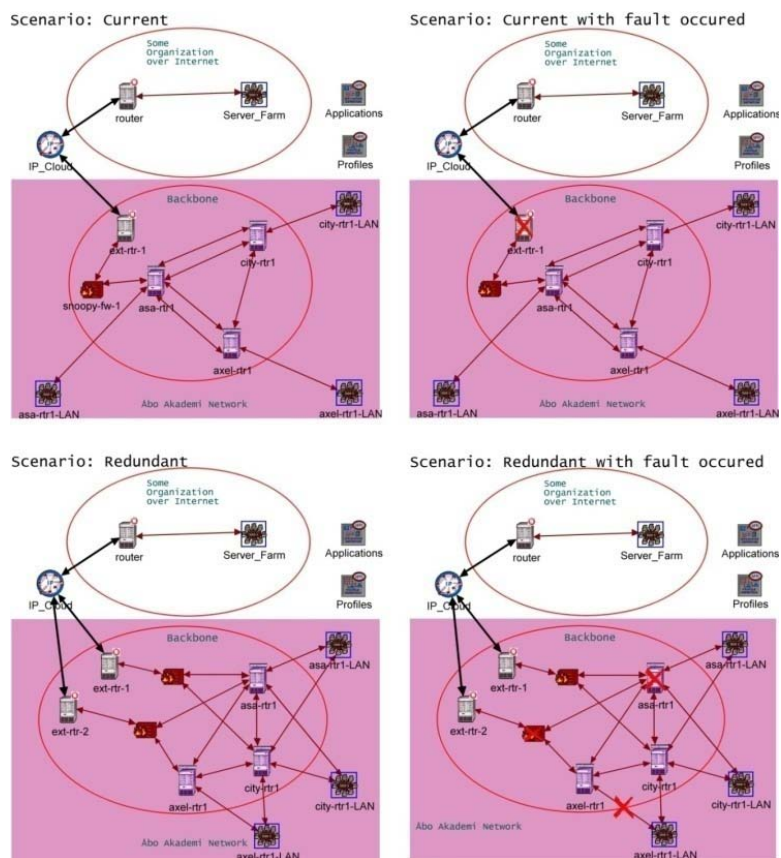 Scenario: Current
Some
Organization
over Internet
router
Server_Farm
Applications
IP_Cloud
Profiles
Backbone
city-rtr1-LAN
ext-rtr-1
city-rtr1
snoopy-fw-1
asa-rtr1
axel-rtr1
asa-rtr1-LAN
Åbo Akademi Network
axel-rtr1-LAN
Scenario: Current with fault occured
Some
Organization
over Internet
router
Server_Farm
Applications
IP_Cloud
Profiles
Backbone
city-rtr1-LAN
ext-rtr-1
city-rtr1
asa-rtr1
axel-rtr1
asa-rtr1-LAN
Åbo Akademi Network
axel-rtr1-LAN
Scenario: Redundant
Some
Organization
over Internet
router
Server_Farm
Applications
IP_Cloud
Profiles
Backbone
asa-rtr1-LAN
ext-rtr-1
asa-rtr1
ext-rtr-2
city-rtr1
axel-rtr1
city-rtr1-LAN
Åbo Akademi Network
axel-rtr1-LAN
Scenario: Redundant with fault occured
Some
Organization
over Internet
router
Server_Farm
Applications
IP_Cloud
Profiles
Backbone
asa-rtr1-LAN
ext-rtr-1
asa-rtr1
ext-rtr-2
city-rtr1
axel-rtr1
city-rtr1-LAN
Åbo Akademi Network
axel-rtr1-LAN